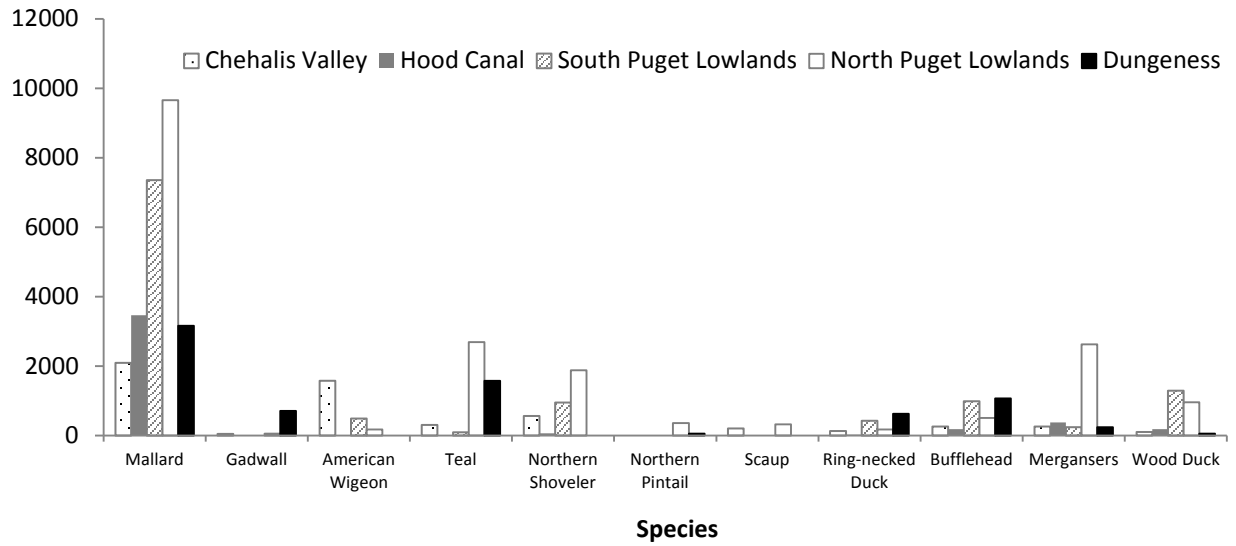 12000
Chehalis Valley Hood Canal South Puget Lowlands North Puget Lowlands Dungeness
10000
8000
6000
4000
2000
0
Mallard Gadwall American Wigeon Teal Northern Shoveler Northern Pintail Scaup Ring-necked Duck Bufflehead Mergansers Wood Duck
Species